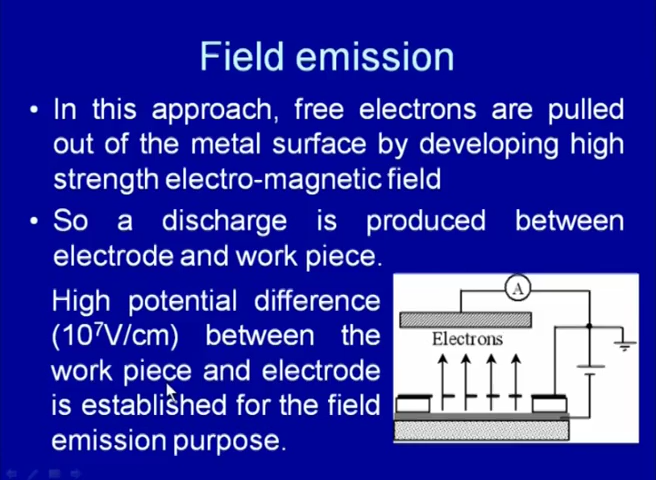 Field emission
• In this approach, free electrons are pulled
out of the metal surface by developing high
strength electro-magnetic field
• So a discharge is produced between
electrode and work piece.
High potential difference
(10⁷V/cm) between the
work piece and electrode
is established for the field
emission purpose.
A
Electrons